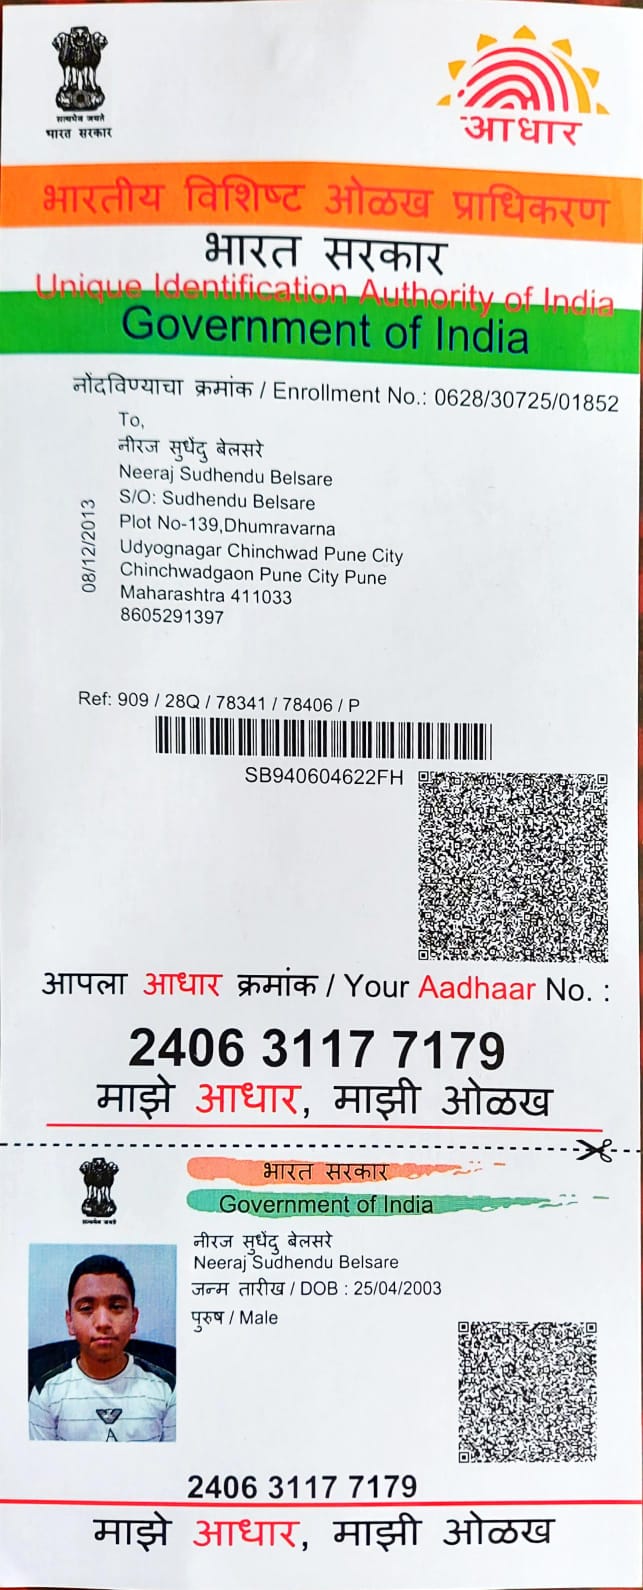 सत्यमेव जयते
भारत सरकार
आधार
भारतीय विशिष्ट ओळख प्राधिकरण
भारत सरकार
Unique Identification Authority of India
Government of India
नोंदविण्याचा क्रमांक / Enrollment No.: 0628/30725/01852
To,
नीरज सुधेंदु बेलसरे
Neeraj Sudhendu Belsare
S/O: Sudhendu Belsare
Plot No-139,Dhumravarna
Udyognagar Chinchwad Pune City
Chinchwadgaon Pune City Pune
Maharashtra 411033
8605291397
08/12/2013
Ref: 909 / 28Q / 78341 / 78406 / P
SB940604622FH
आपला आधार क्रमांक / Your Aadhaar No. :
2406 3117 7179
माझे आधार, माझी ओळख
भारत सरकार
Government of India
सत्यमेव जयते
नीरज सुधेंदु बेलसरे
Neeraj Sudhendu Belsare
जन्म तारीख / DOB : 25/04/2003
पुरुष / Male
A
2406 3117 7179
माझे आधार, माझी ओळख